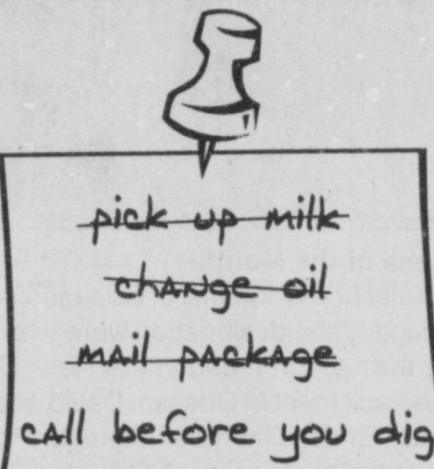 pick up milk
change oil
mail package
call before you dig